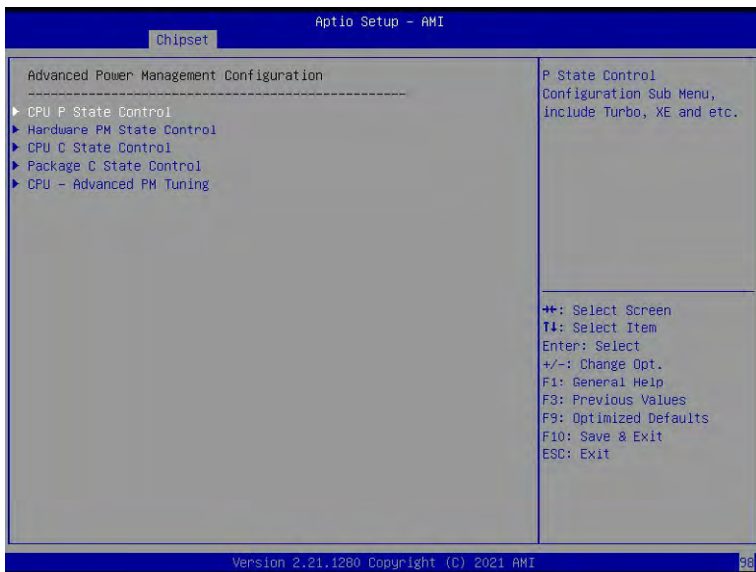 Aptio Setup – AMI
Chipset
Advanced Power Management Configuration
--------------------------------------------------
CPU P State Control
Hardware PM State Control
CPU C State Control
Package C State Control
CPU – Advanced PM Tuning
P State Control
Configuration Sub Menu,
include Turbo, XE and etc.
→←: Select Screen
↑↓: Select Item
Enter: Select
+/-: Change Opt.
F1: General Help
F3: Previous Values
F9: Optimized Defaults
F10: Save & Exit
ESC: Exit
Version 2.21.1280 Copyright (C) 2021 AMI
98